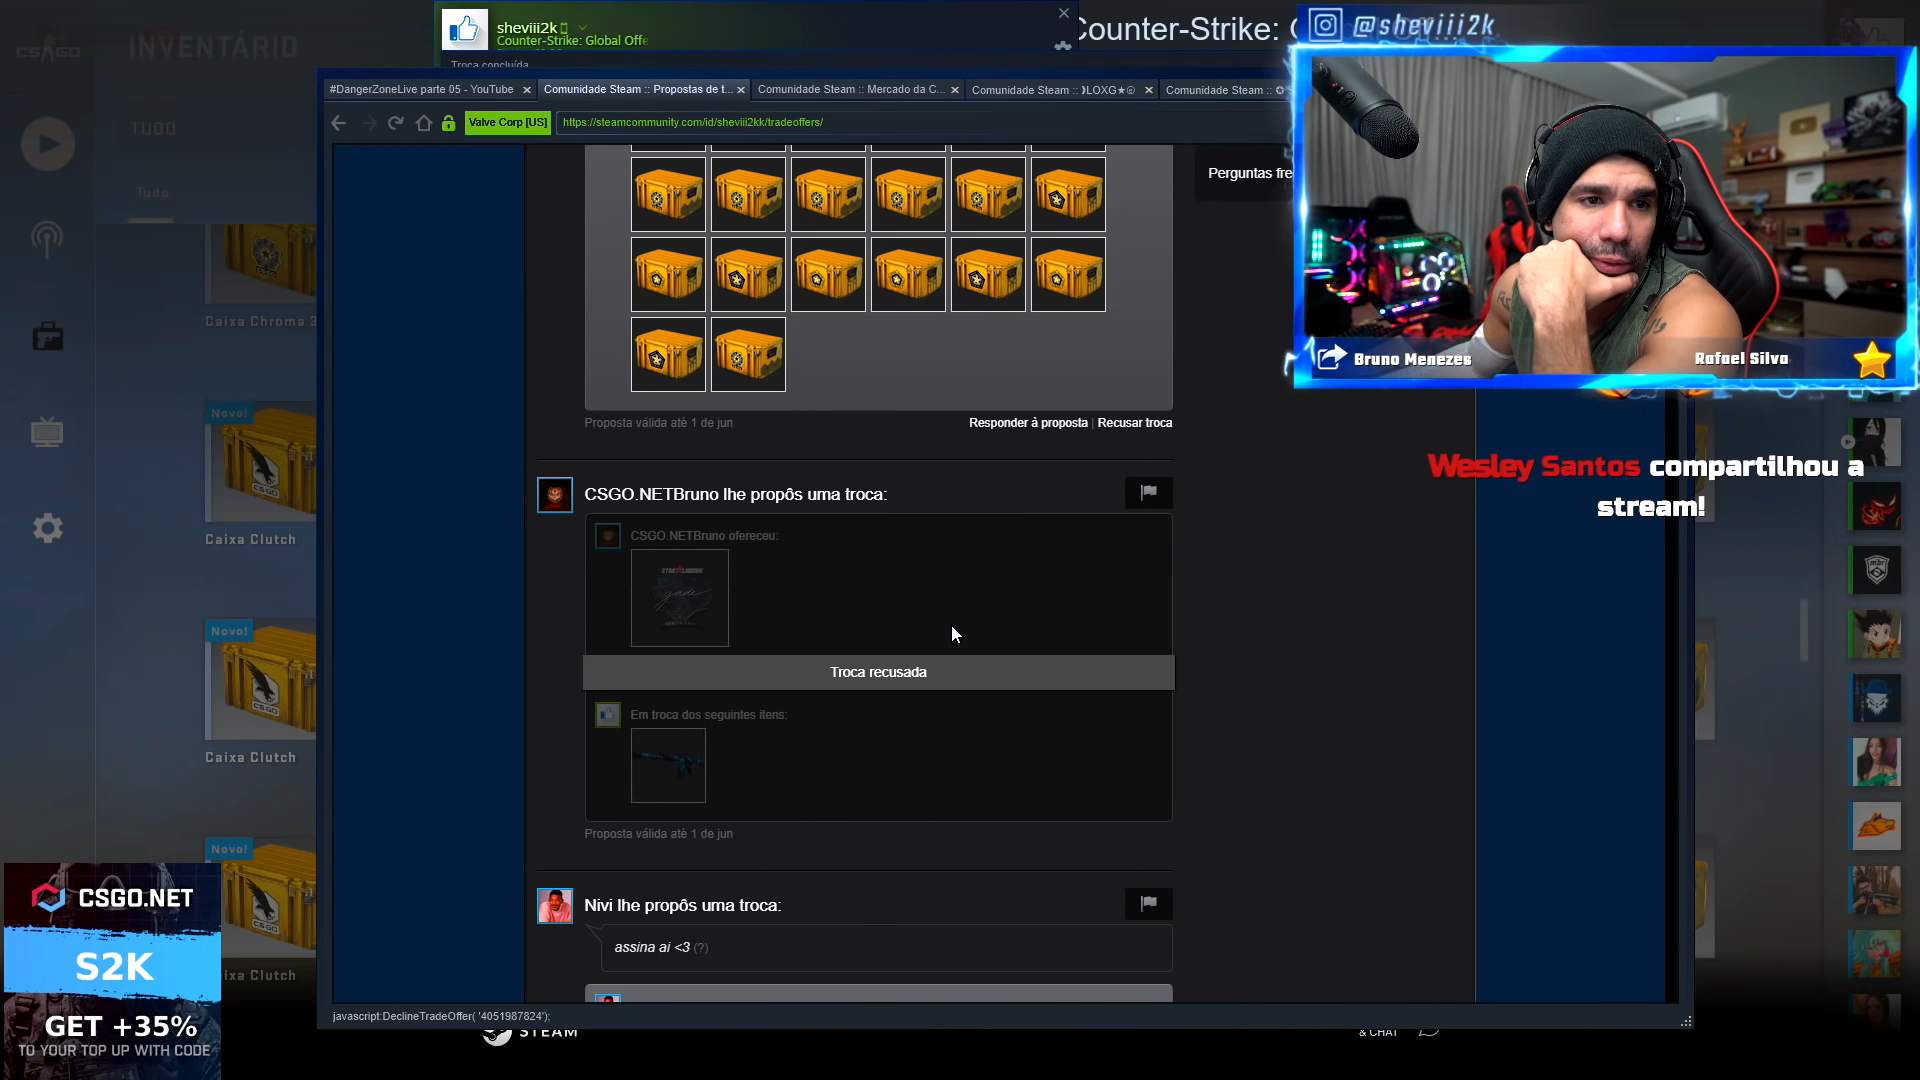 INVENTÁRIO
TUDO
Tudo
Caixa Chroma 3
Novo!
Caixa Clutch
Novo!
Caixa Clutch
Novo!
sheviii2k
Counter-Strike: Global Offe
Troca concluída
Counter-Strike: G
#DangerZoneLive parte 05 - YouTube
Comunidade Steam :: Propostas de t...
Comunidade Steam :: Mercado da C...
Comunidade Steam :: LOXG★
Comunidade Steam ::
Valve Corp [US]
https://steamcommunity.com/id/sheviii2kk/tradeoffers/
Perguntas fre
Proposta válida até 1 de jun
Responder à proposta | Recusar troca
CSGO.NETBruno lhe propôs uma troca:
CSGO.NETBruno ofereceu:
Troca recusada
Em troca dos seguintes itens:
Proposta válida até 1 de jun
Nivi lhe propôs uma troca:
assina ai <3 (?)
javascript:DeclineTradeOffer( '4051987824');
STEAM
& CHAT
@sheviii2k
Bruno Menezes
Rafael Silva
Wesley Santos compartilhou a
stream!
CSGO.NET
S2K
GET +35%
TO YOUR TOP UP WITH CODE
ixa Clutch